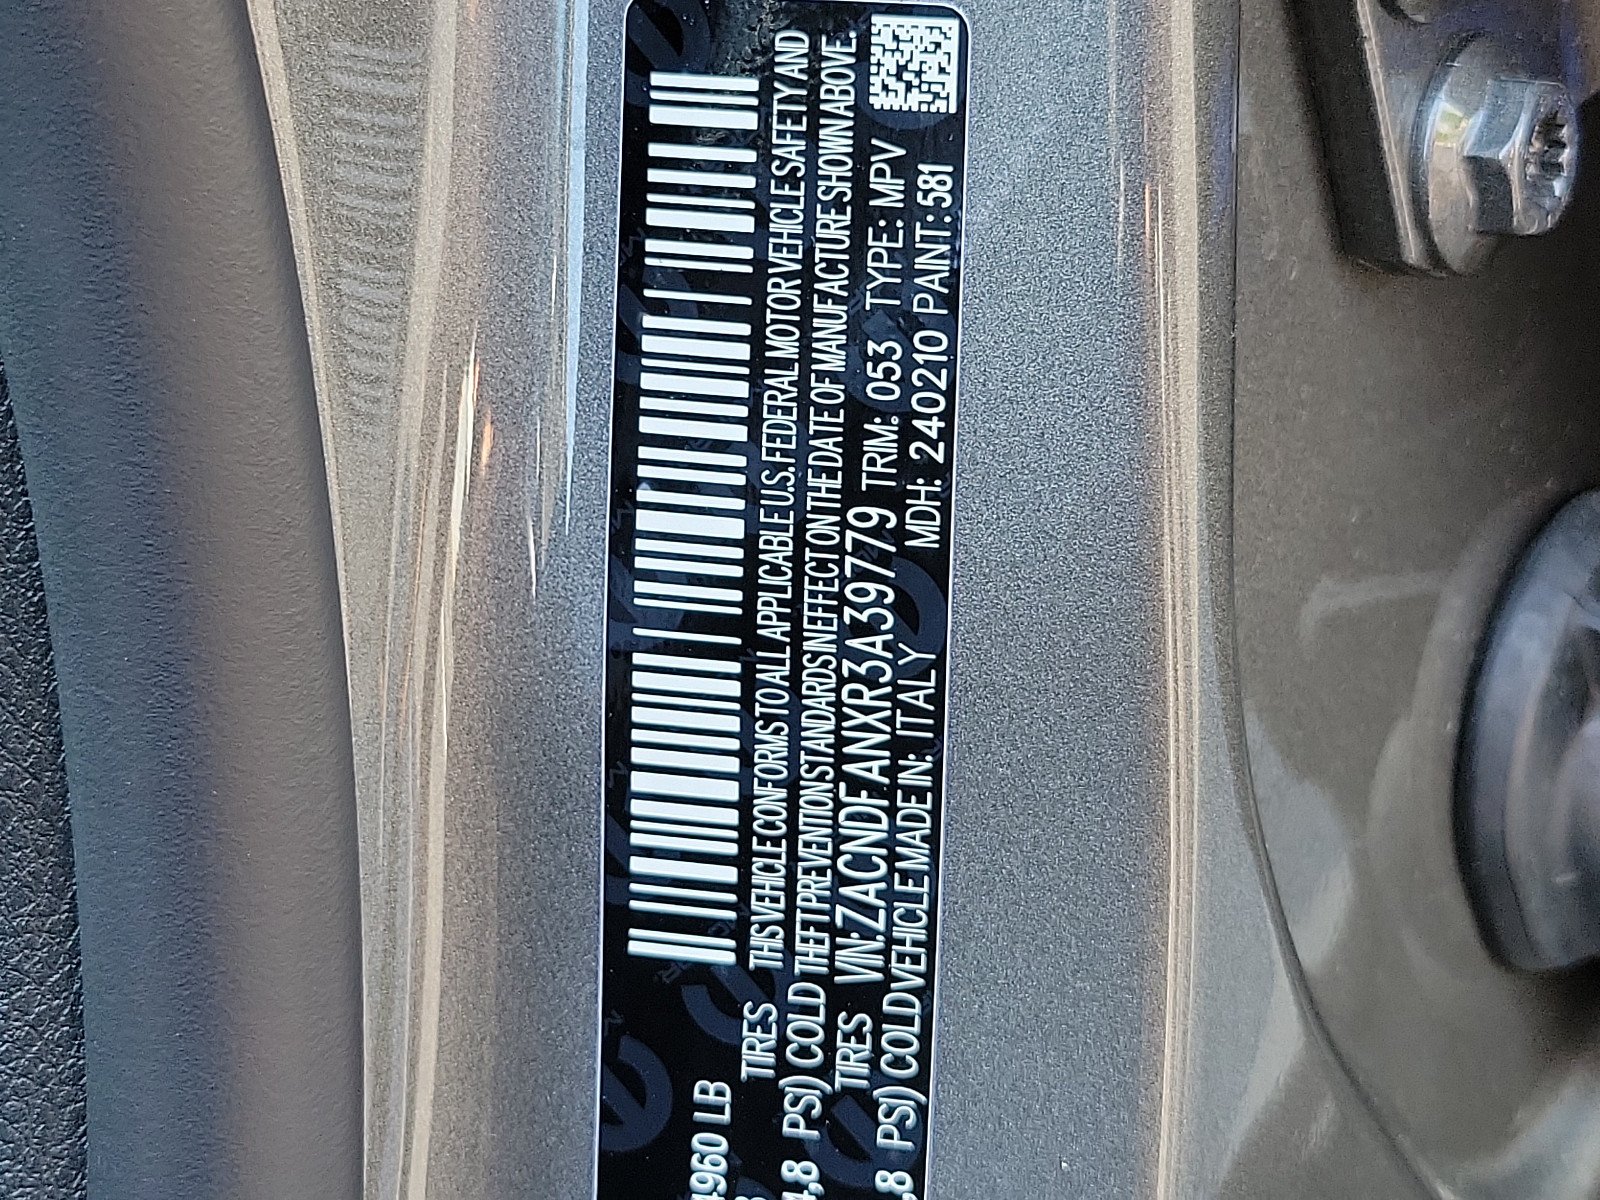 4960 LB
TIRES THIS VEHICLE CONFORMS TO ALL APPLICABLE U.S. FEDERAL MOTOR VEHICLE SAFETY AND
4,8 PSI) COLD THEFT PREVENTION STANDARDS IN EFFECT ON THE DATE OF MANUFACTURE SHOWN ABOVE.
TIRES VIN: ZACNDFANXR3A39779 TRIM: 053 TYPE: MPV
,8 PSI) COLD VEHICLE MADE IN: ITALY MDH: 240210 PAINT: 581